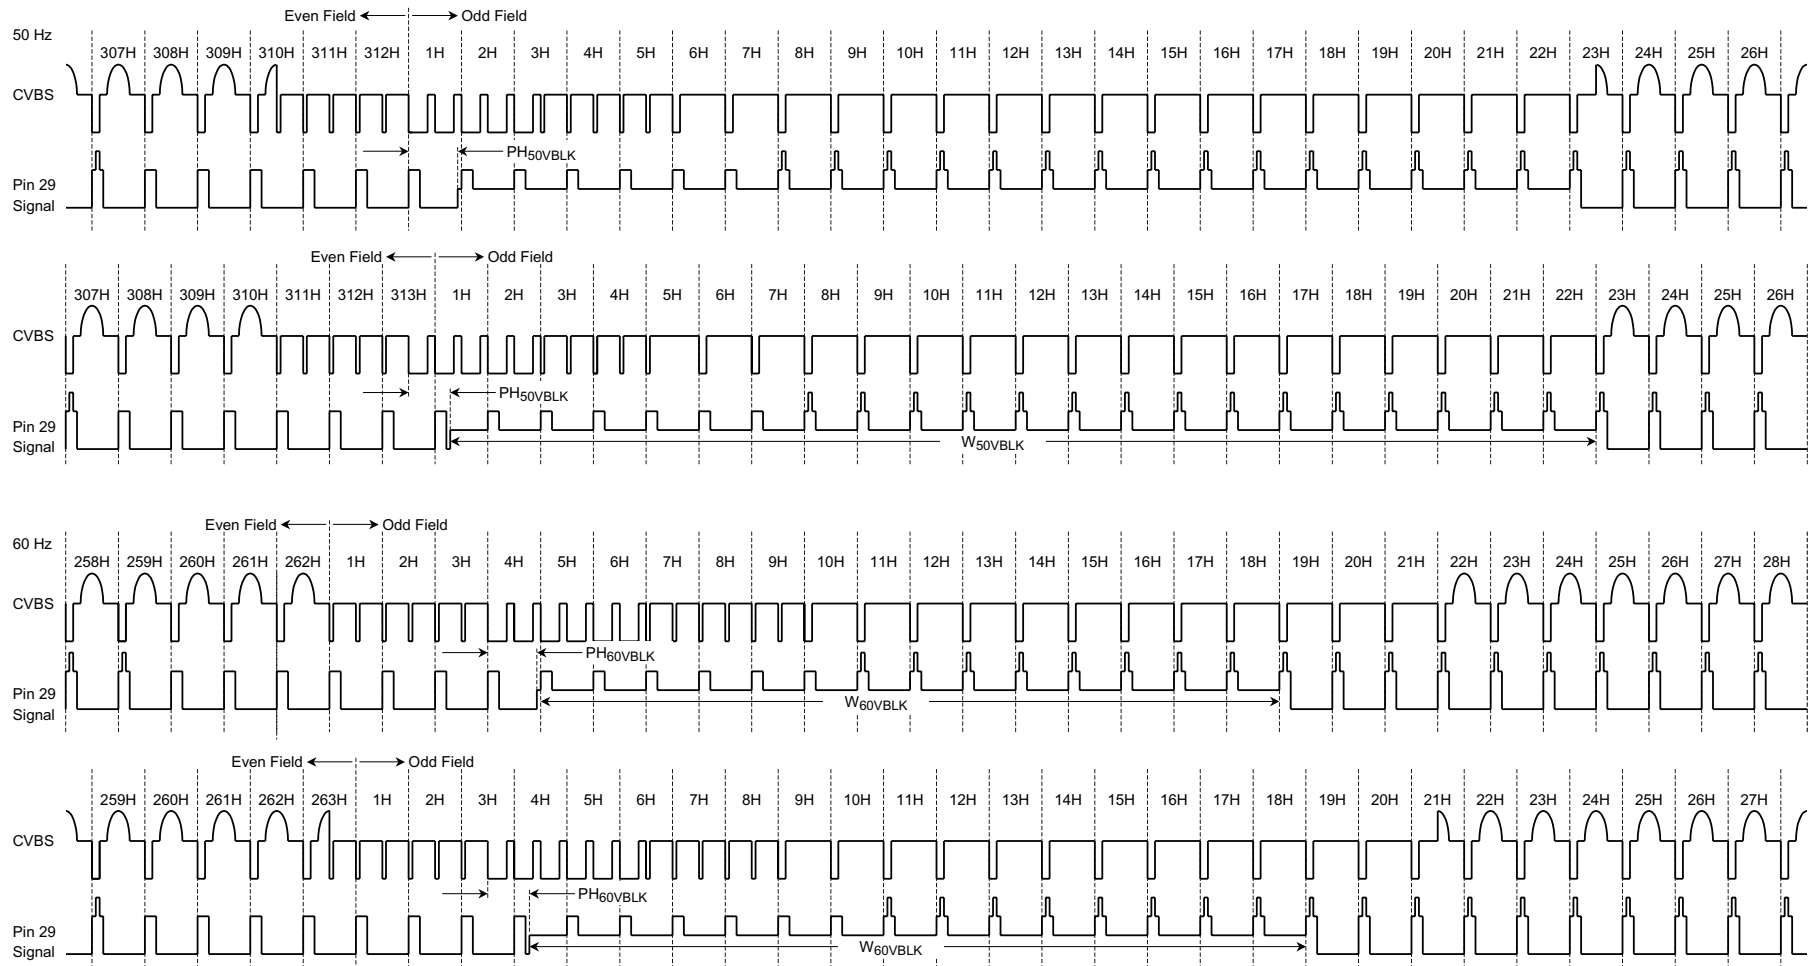 Even Field Odd Field
50 Hz
307H 308H 309H 310H 311H 312H 1H 2H 3H 4H 5H 6H 7H 8H 9H 10H 11H 12H 13H 14H 15H 16H 17H 18H 19H 20H 21H 22H 23H 24H 25H 26H
CVBS
PH50VBLK
Pin 29
Signal
Even Field Odd Field
307H 308H 309H 310H 311H 312H 313H 1H 2H 3H 4H 5H 6H 7H 8H 9H 10H 11H 12H 13H 14H 15H 16H 17H 18H 19H 20H 21H 22H 23H 24H 25H 26H
CVBS
PH50VBLK
Pin 29
Signal
W50VBLK
Even Field Odd Field
60 Hz
258H 259H 260H 261H 262H 1H 2H 3H 4H 5H 6H 7H 8H 9H 10H 11H 12H 13H 14H 15H 16H 17H 18H 19H 20H 21H 22H 23H 24H 25H 26H 27H 28H
CVBS
PH60VBLK
Pin 29
Signal
W60VBLK
Even Field Odd Field
259H 260H 261H 262H 263H 1H 2H 3H 4H 5H 6H 7H 8H 9H 10H 11H 12H 13H 14H 15H 16H 17H 18H 19H 20H 21H 22H 23H 24H 25H 26H 27H
CVBS
PH60VBLK
Pin 29
Signal
W60VBLK